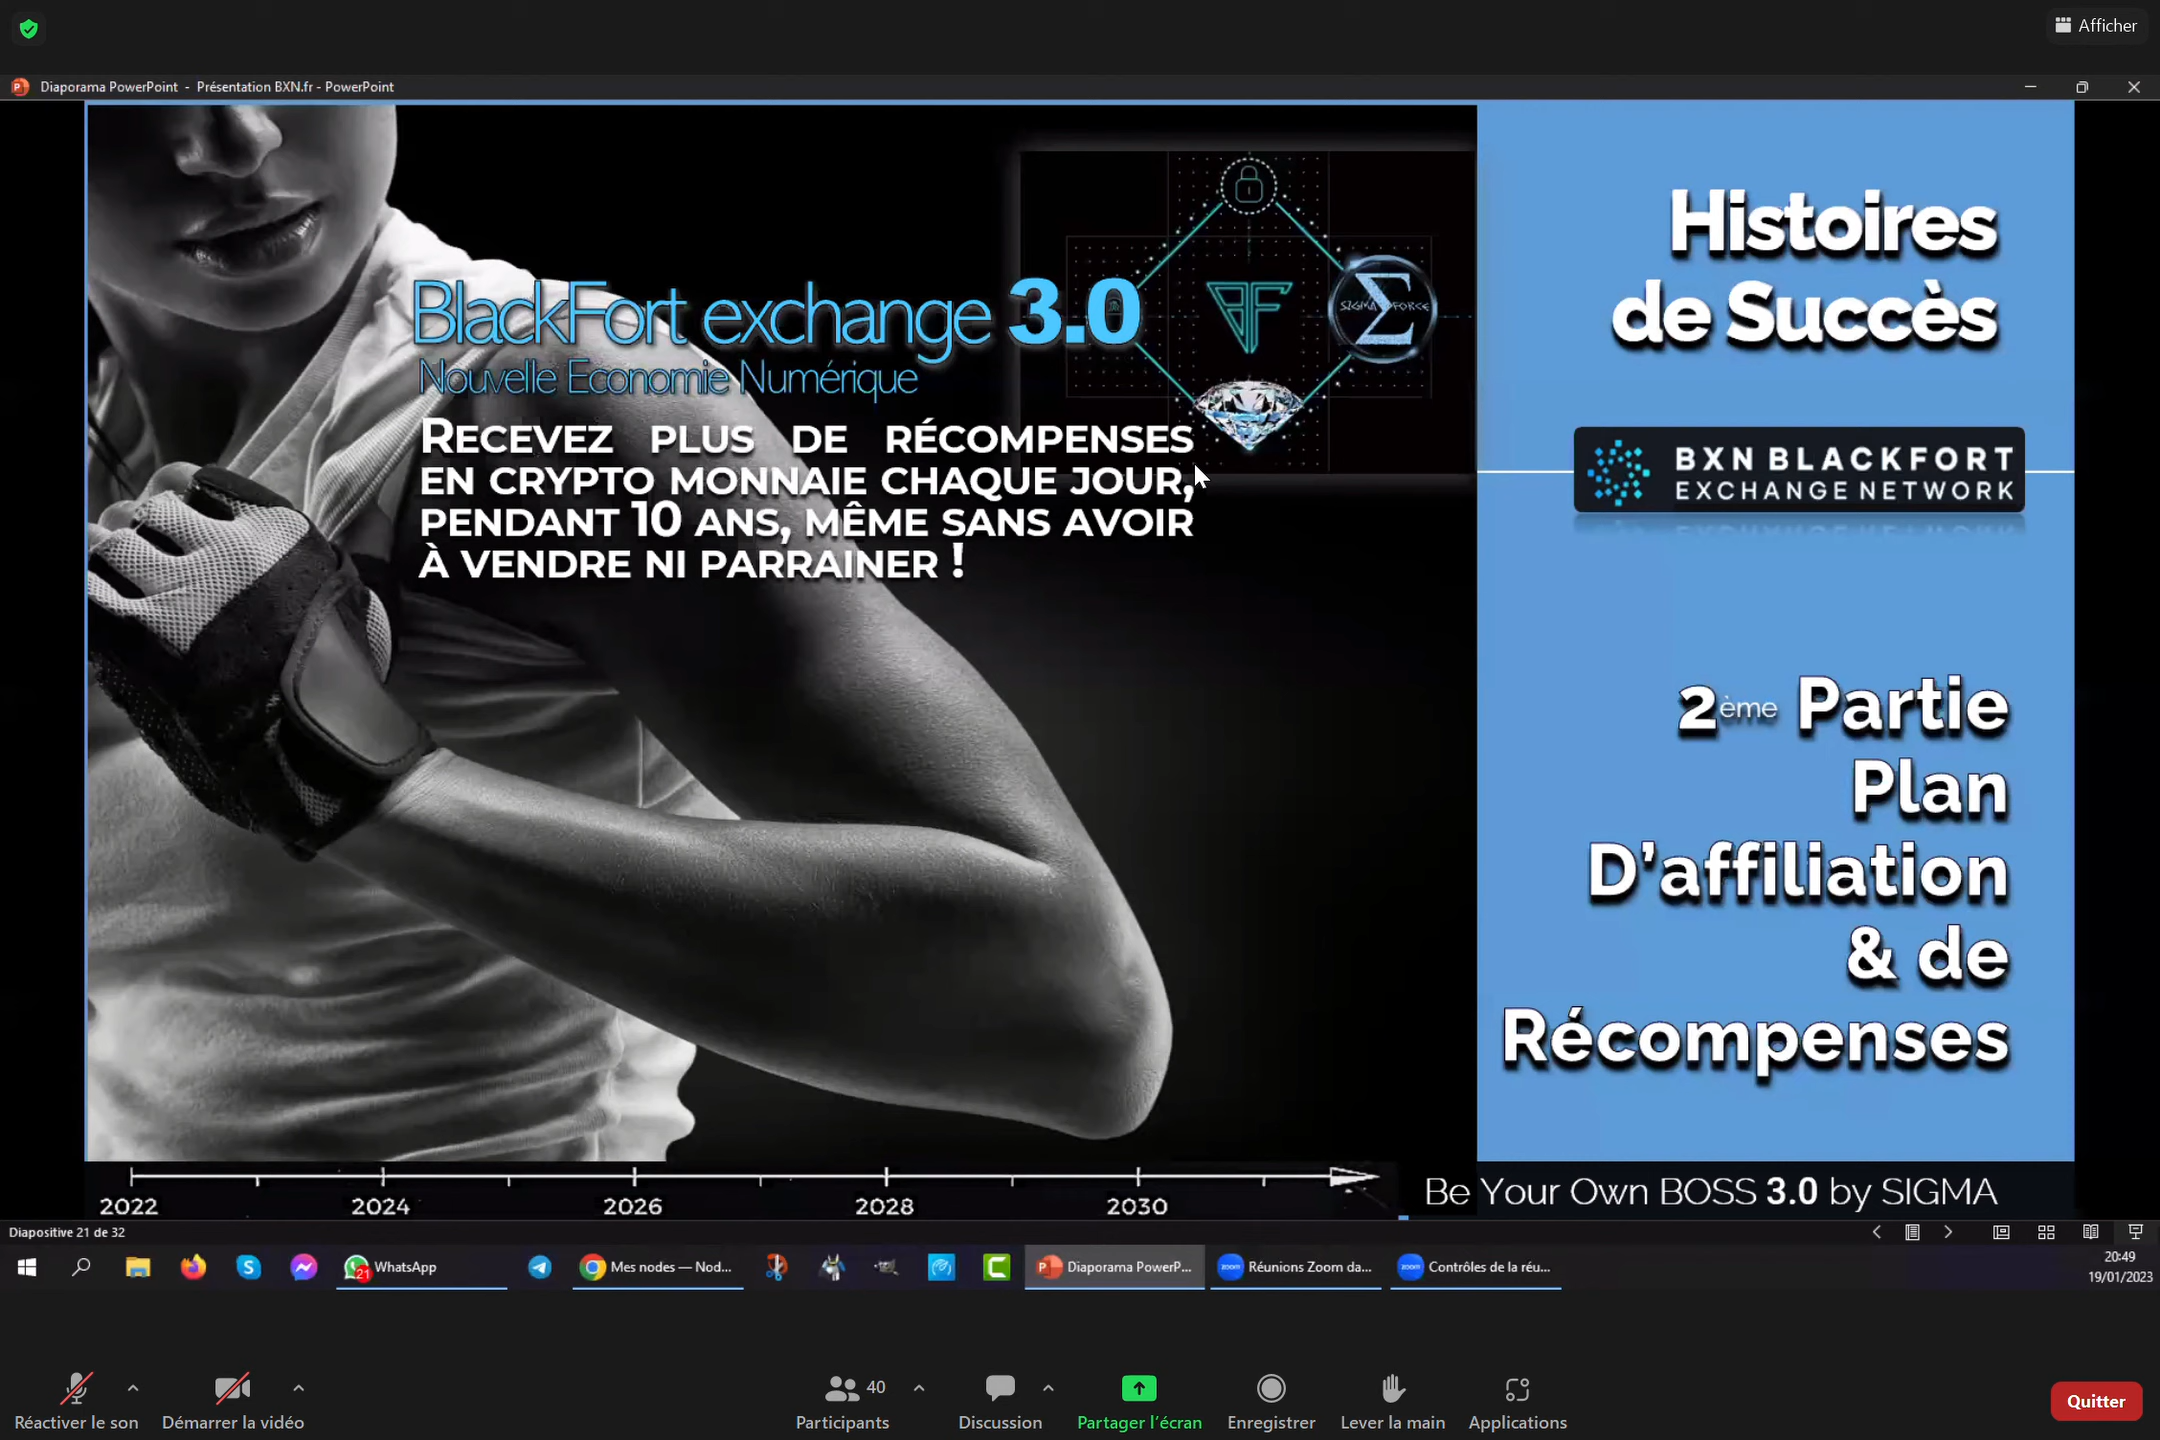 Afficher
Diaporama PowerPoint - Présentation BXN.fr - PowerPoint
BlackFort exchange 3.0
Nouvelle Economie Numérique
RECEVEZ PLUS DE RÉCOMPENSES
EN CRYPTO MONNAIE CHAQUE JOUR,
PENDANT 10 ANS, MÊME SANS AVOIR
À VENDRE NI PARRAINER !
SIGMA FORCE
Histoires
de Succès
BXN BLACKFORT
EXCHANGE NETWORK
2ème Partie
Plan
D'affiliation
& de
Récompenses
2022 2024 2026 2028 2030
Be Your Own BOSS 3.0 by SIGMA
Diapositive 21 de 32
21
WhatsApp
Mes nodes — Nod...
Diaporama PowerP...
zoom
Réunions Zoom da...
zoom
Contrôles de la réu...
20:49
19/01/2023
Réactiver le son
Démarrer la vidéo
40
Participants
Discussion
Partager l'écran
Enregistrer
Lever la main
Applications
Quitter